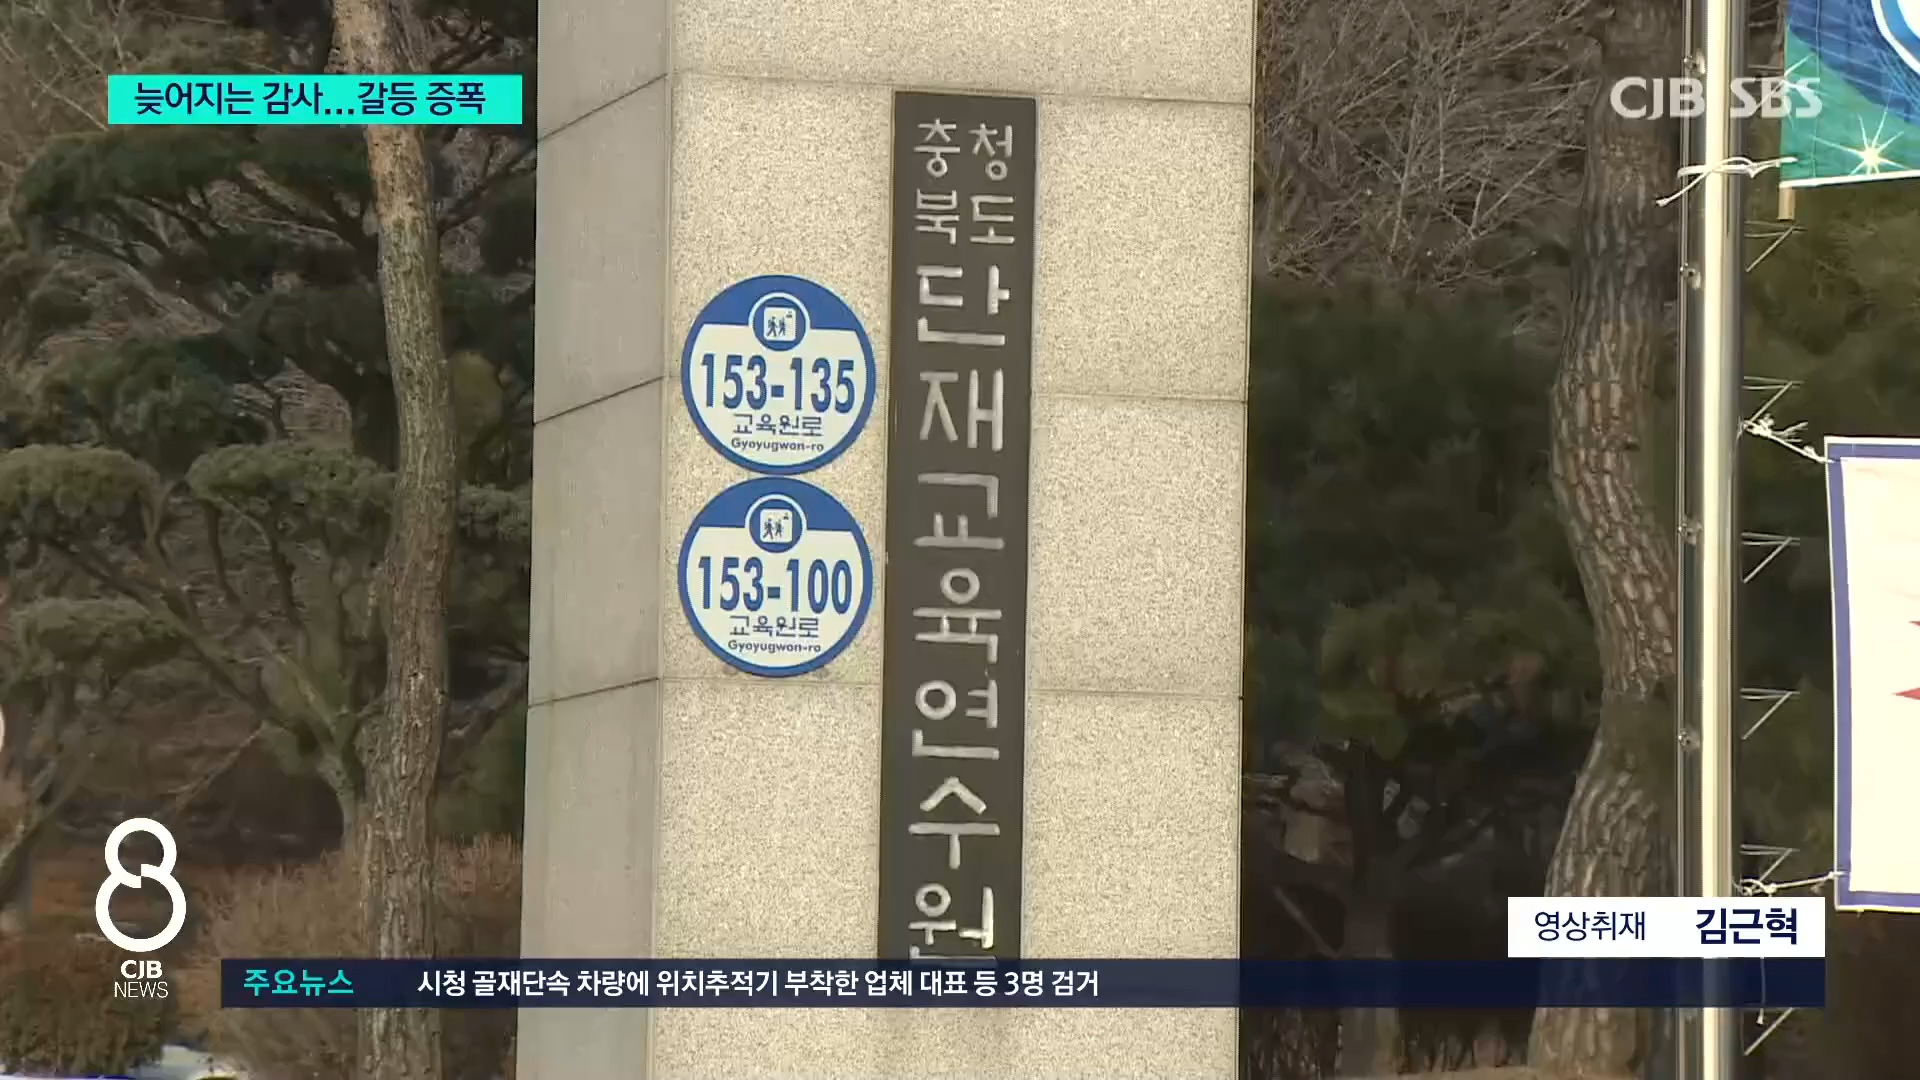 늦어지는 감사...갈등 증폭
CJB SBS
충청
북도
단재교육연수원
153-135
교육원로
Gyoyugwon-ro
153-100
교육원로
Gyoyugwon-ro
영상취재 김근혁
8
CJB
NEWS
주요뉴스 시청 골재단속 차량에 위치추적기 부착한 업체 대표 등 3명 검거